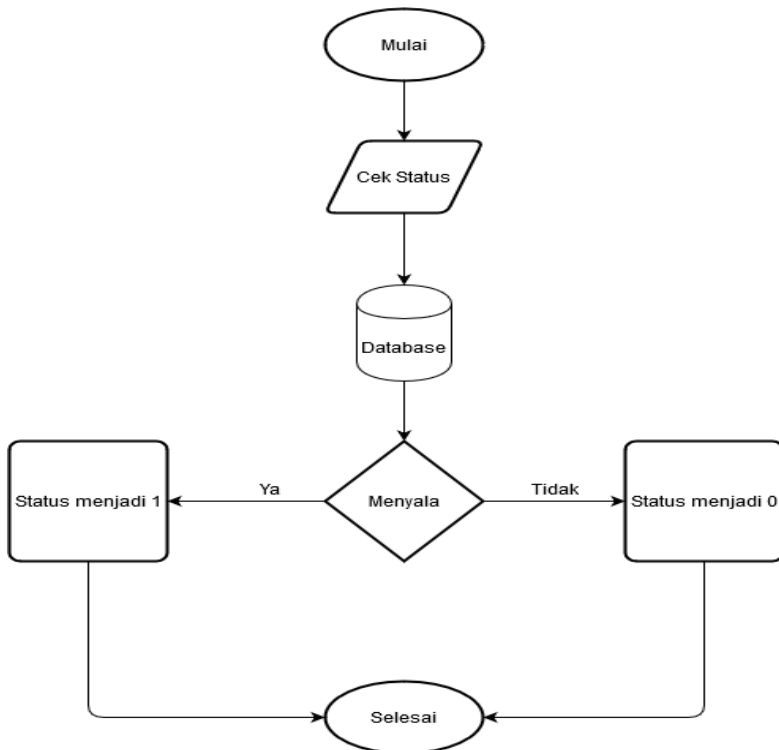 Mulai
Cek Status
Database
Menyala
Ya
Tidak
Status menjadi 1
Status menjadi 0
Selesai